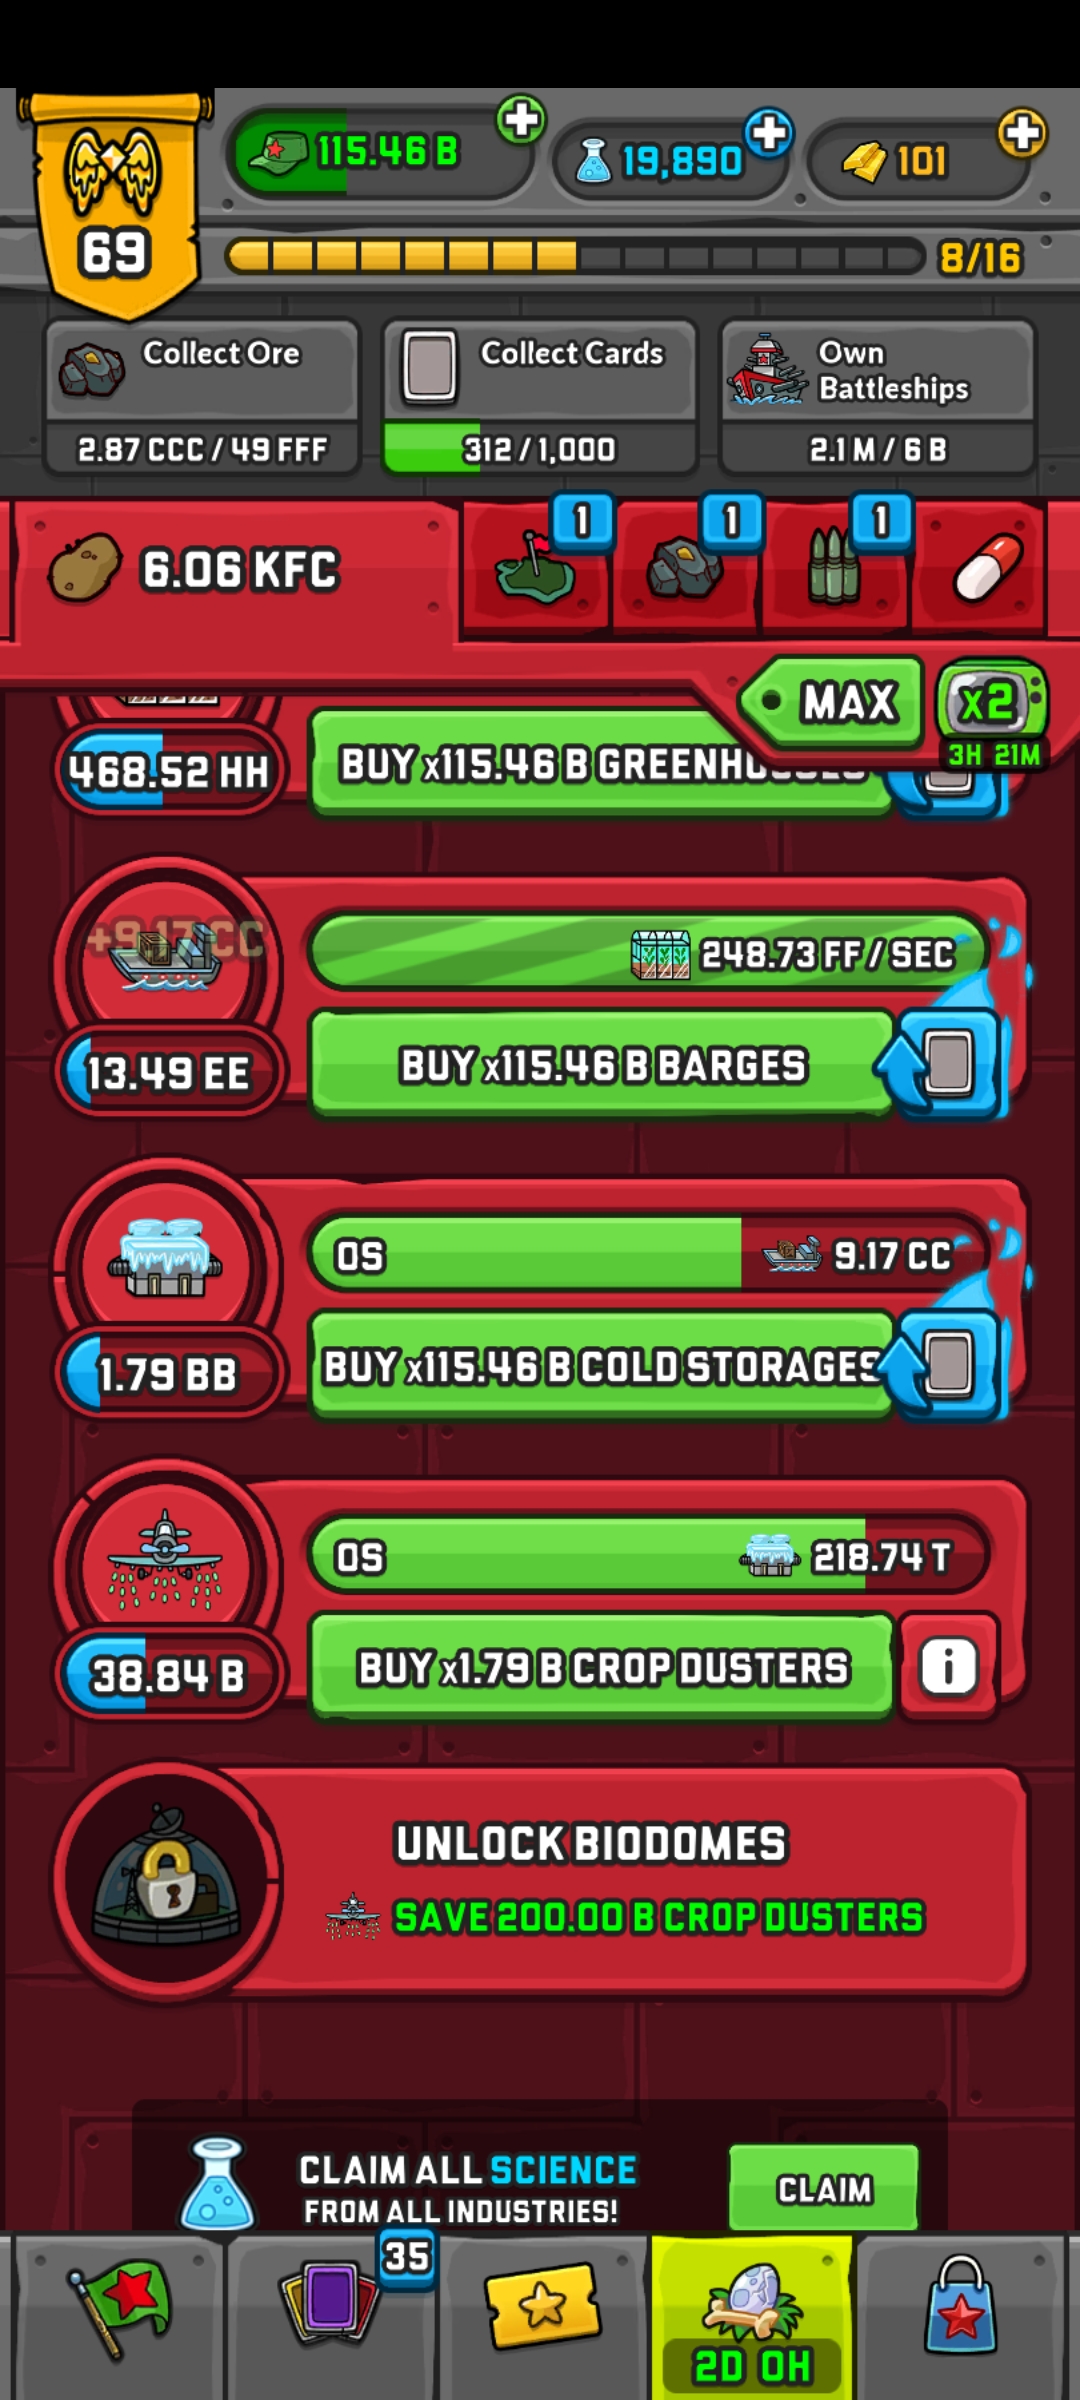 69
115.46 B
19,890
101
8/16
Collect Ore
2.87 CCC / 49 FFF
Collect Cards
312 / 1,000
Own
Battleships
2.1 M / 6 B
6.06 KFC
1
1
1
MAX
x2
3H 21M
468.52 HH
BUY x115.46 B GREENHOUSES
+9.17 CC
248.73 FF / SEC
13.49 EE
BUY x115.46 B BARGES
0S
9.17 CC
1.79 BB
BUY x115.46 B COLD STORAGES
0S
218.74 T
38.84 B
BUY x1.79 B CROP DUSTERS
i
UNLOCK BIODOMES
SAVE 200.00 B CROP DUSTERS
CLAIM ALL SCIENCE
FROM ALL INDUSTRIES!
CLAIM
35
2D 0H